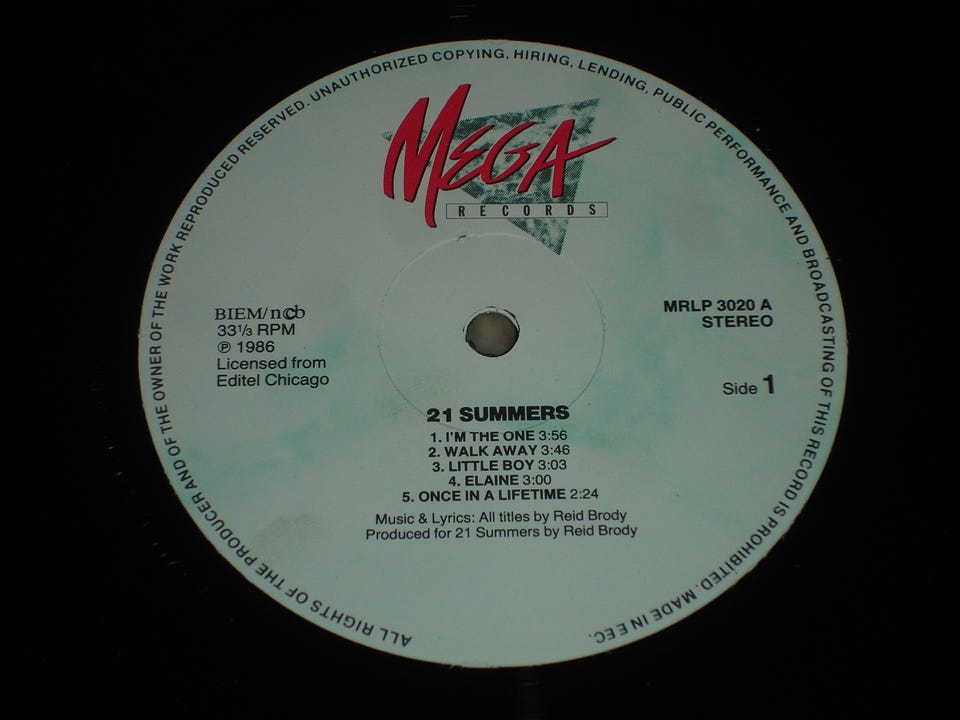 ALL RIGHTS OF THE PRODUCER AND OF THE OWNER OF THE WORK REPRODUCED RESERVED. UNAUTHORIZED COPYING, HIRING, LENDING, PUBLIC PERFORMANCE AND BROADCASTING OF THIS RECORD IS PROHIBITED. MADE IN EEC.
MEGA
RECORDS
BIEM/ncb
33 1/3 RPM
℗ 1986
Licensed from
Editel Chicago
MRLP 3020 A
STEREO
Side 1
21 SUMMERS
1. I'M THE ONE 3:56
2. WALK AWAY 3:46
3. LITTLE BOY 3:03
4. ELAINE 3:00
5. ONCE IN A LIFETIME 2:24
Music & Lyrics: All titles by Reid Brody
Produced for 21 Summers by Reid Brody